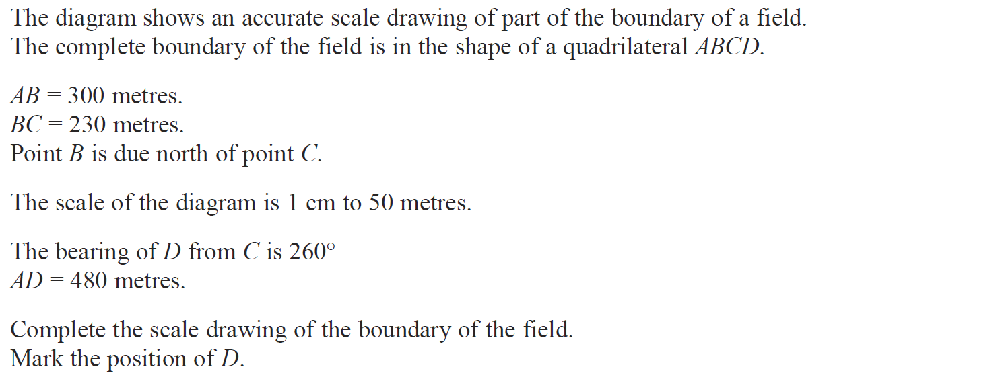 The diagram shows an accurate scale drawing of part of the boundary of a field.
The complete boundary of the field is in the shape of a quadrilateral ABCD.
AB = 300 metres.
BC = 230 metres.
Point B is due north of point C.
The scale of the diagram is 1 cm to 50 metres.
The bearing of D from C is 260°
AD = 480 metres.
Complete the scale drawing of the boundary of the field.
Mark the position of D.